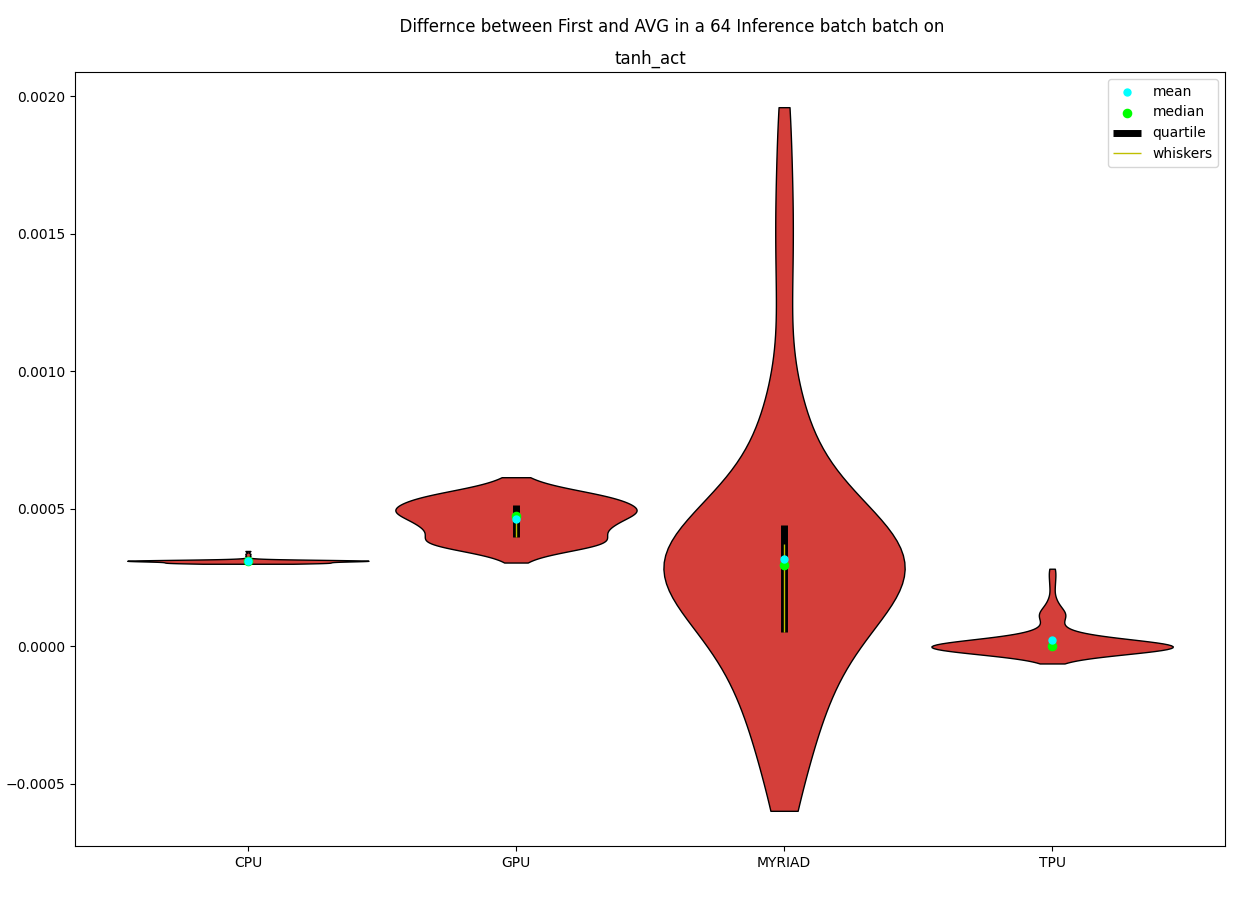 Differnce between First and AVG in a 64 Inference batch batch on
tanh_act
mean
median
quartile
whiskers
0.0020
0.0015
0.0010
0.0005
0.0000
−0.0005
CPU GPU MYRIAD TPU